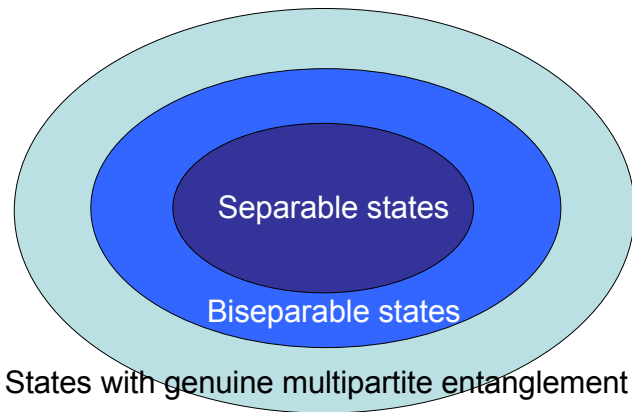 Separable states
Biseparable states
States with genuine multipartite entanglement